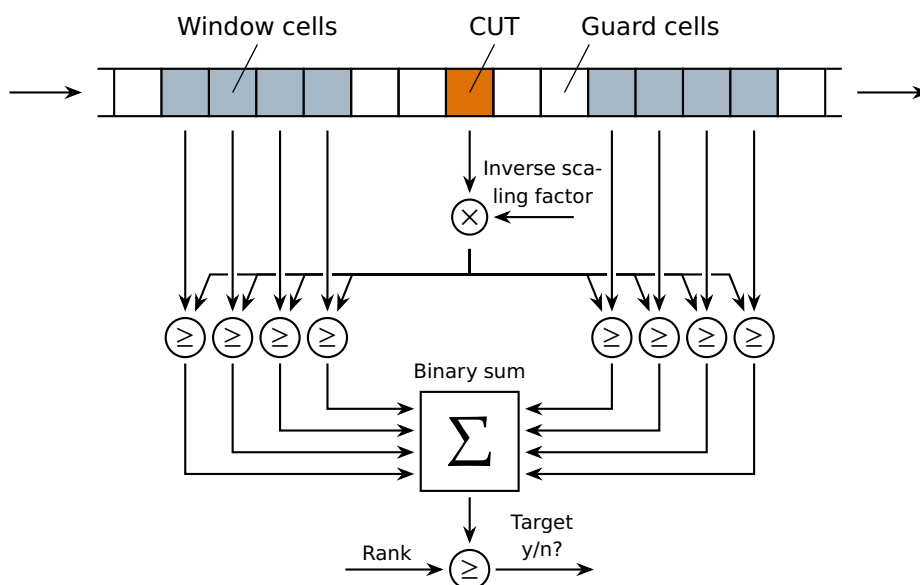 Window cells
CUT
Guard cells
Inverse sca-
ling factor
×
≥ ≥ ≥ ≥ ≥ ≥ ≥ ≥
Binary sum
Σ
Rank
≥
Target
y/n?